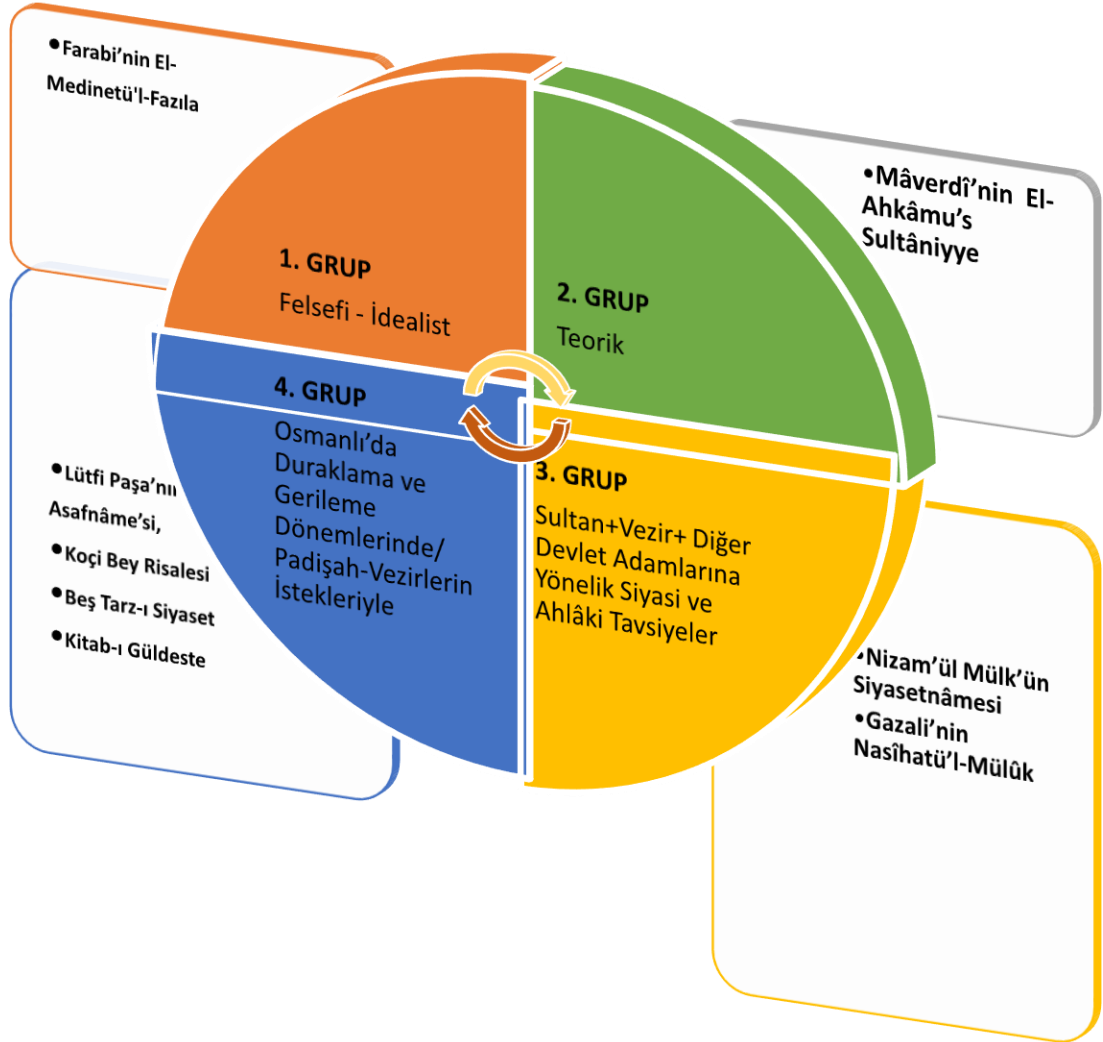 •Farabi’nin El-
Medinetü'l-Fazıla
1. GRUP
Felsefi - İdealist
2. GRUP
Teorik
•Mâverdî’nin El-
Ahkâmu’s
Sultâniyye
3. GRUP
Sultan+Vezir+ Diğer
Devlet Adamlarına
Yönelik Siyasi ve
Ahlâki Tavsiyeler
•Nizam’ül Mülk’ün
Siyasetnâmesi
•Gazali’nin
Nasîhatü’l-Mülûk
4. GRUP
Osmanlı’da
Duraklama ve
Gerileme
Dönemlerinde/
Padişah-Vezirlerin
İstekleriyle
•Lütfi Paşa’nın
Asafnâme’si,
•Koçi Bey Risalesi
•Beş Tarz-ı Siyaset
•Kitab-ı Güldeste